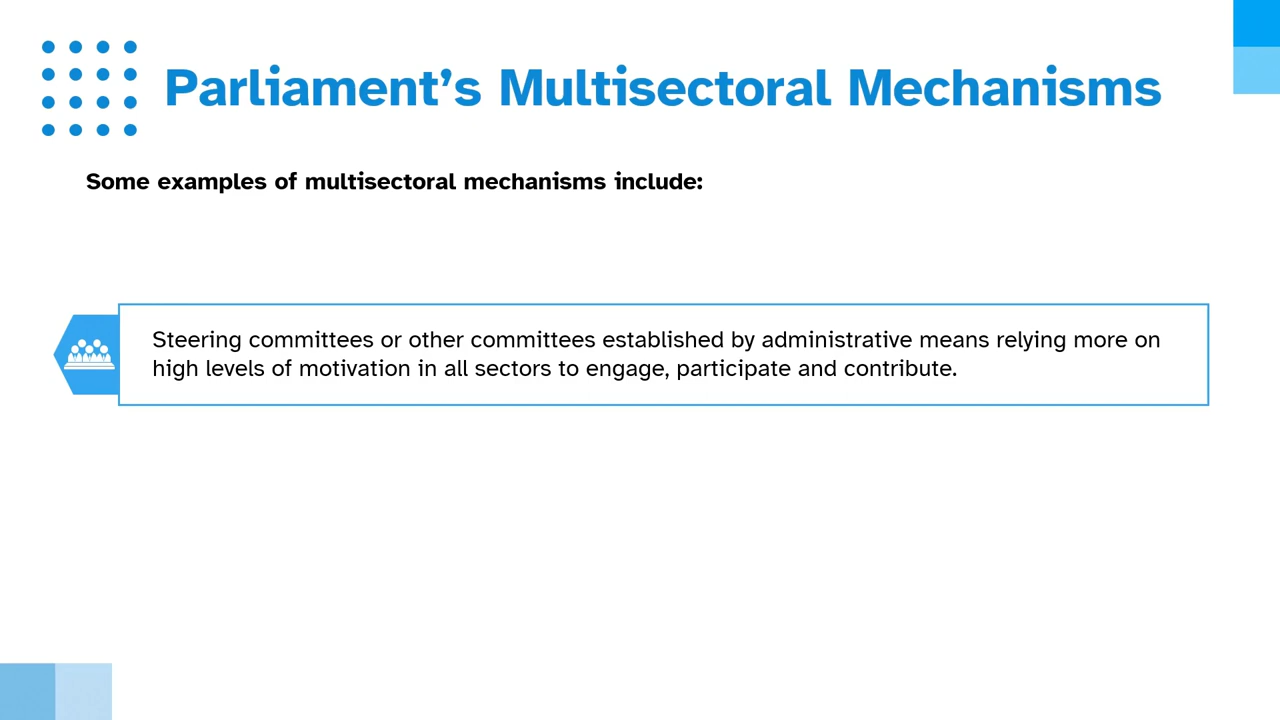 Parliament’s Multisectoral Mechanisms
Some examples of multisectoral mechanisms include:
Steering committees or other committees established by administrative means relying more on
high levels of motivation in all sectors to engage, participate and contribute.